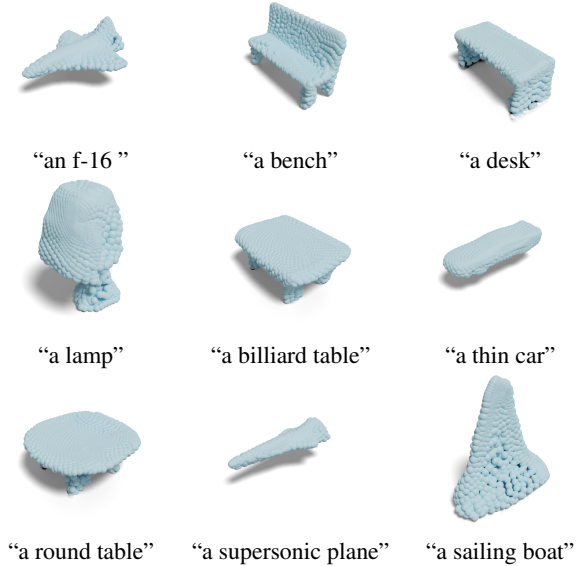 “an f-16 ”
“a bench”
“a desk”
“a lamp”
“a billiard table”
“a thin car”
“a round table”
“a supersonic plane”
“a sailing boat”